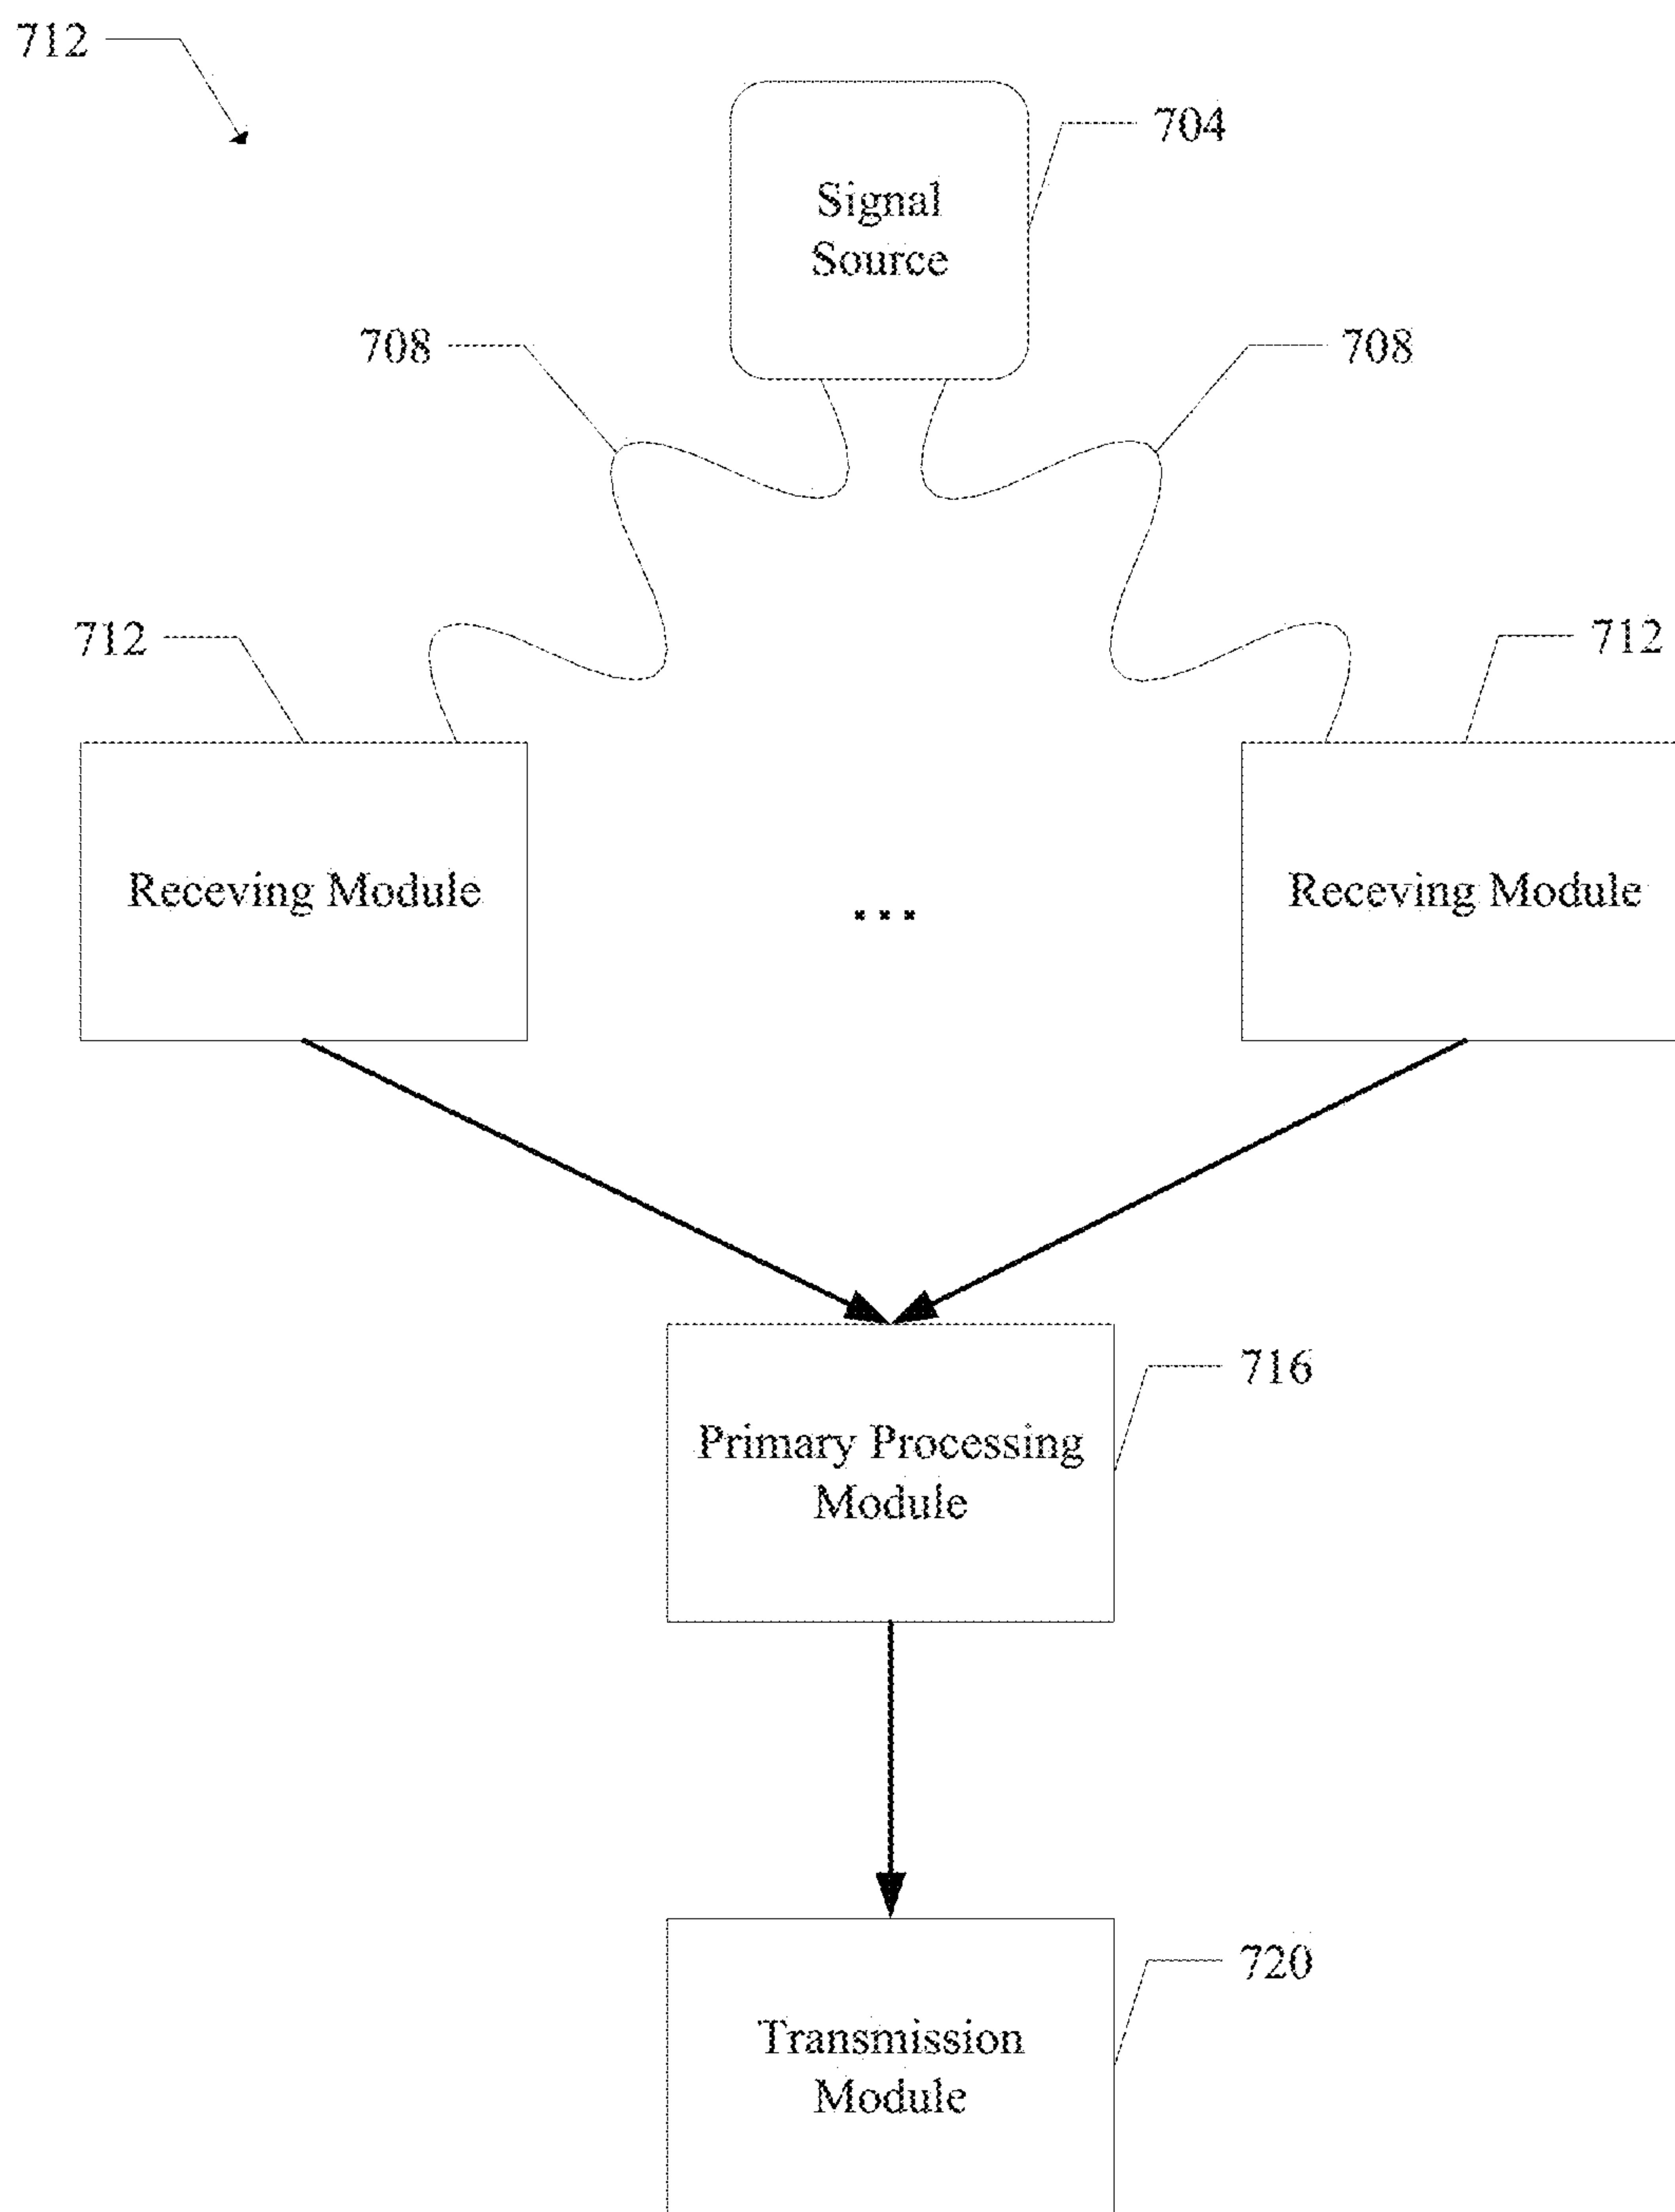 712
704
Signal
Source
708
708
712
712
Receving Module
...
Receving Module
716
Primary Processing
Module
720
Transmission
Module